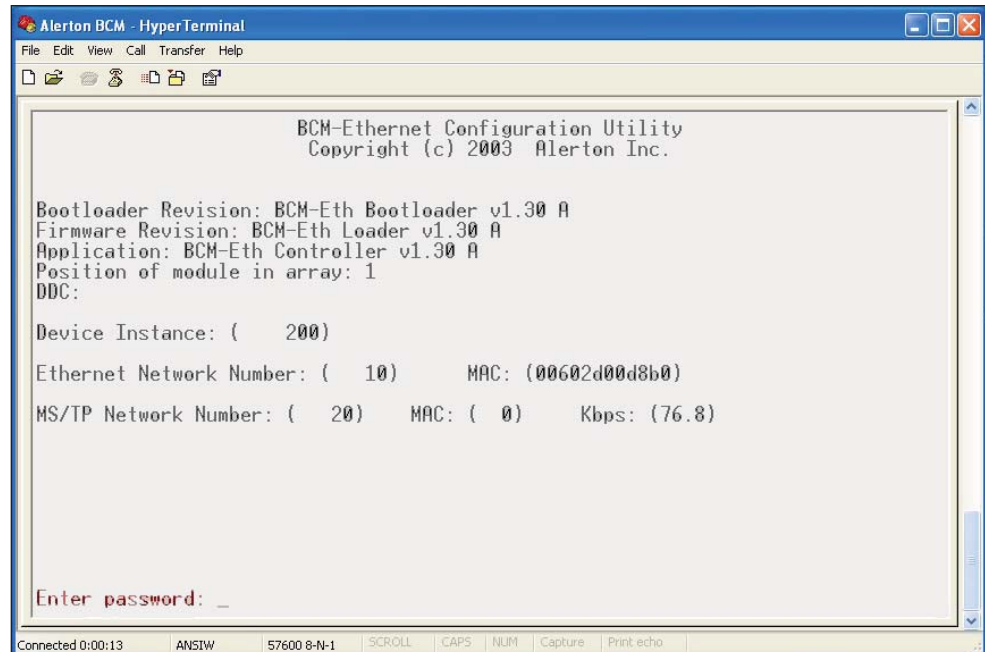 Alerton BCM - HyperTerminal
File Edit View Call Transfer Help
BCM-Ethernet Configuration Utility
Copyright (c) 2003 Alerton Inc.
Bootloader Revision: BCM-Eth Bootloader v1.30 A
Firmware Revision: BCM-Eth Loader v1.30 A
Application: BCM-Eth Controller v1.30 A
Position of module in array: 1
DDC:
Device Instance: ( 200)
Ethernet Network Number: ( 10) MAC: (00602d00d8b0)
MS/TP Network Number: ( 20) MAC: ( 0) Kbps: (76.8)
Enter password: _
Connected 0:00:13 ANSIW 57600 8-N-1 SCROLL CAPS NUM Capture Print echo